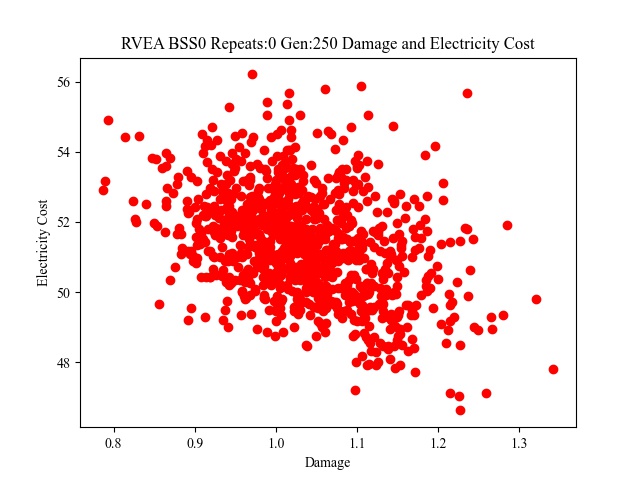 RVEA BSS0 Repeats:0 Gen:250 Damage and Electricity Cost
56
54
52
50
48
Electricity Cost
0.8 0.9 1.0 1.1 1.2 1.3
Damage